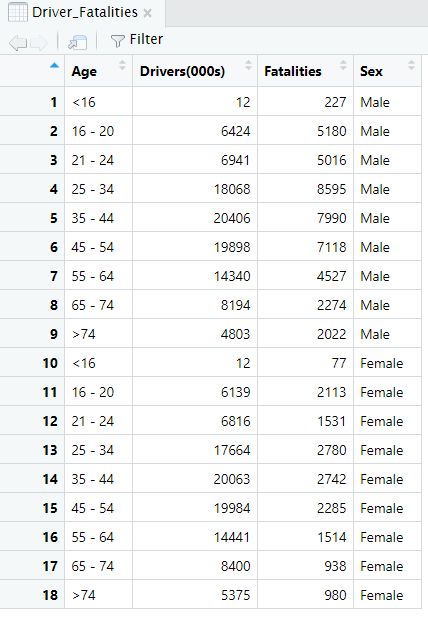 Driver_Fatalities
Filter
Age Drivers(000s) Fatalities Sex
1 <16 12 227 Male
2 16 - 20 6424 5180 Male
3 21 - 24 6941 5016 Male
4 25 - 34 18068 8595 Male
5 35 - 44 20406 7990 Male
6 45 - 54 19898 7118 Male
7 55 - 64 14340 4527 Male
8 65 - 74 8194 2274 Male
9 >74 4803 2022 Male
10 <16 12 77 Female
11 16 - 20 6139 2113 Female
12 21 - 24 6816 1531 Female
13 25 - 34 17664 2780 Female
14 35 - 44 20063 2742 Female
15 45 - 54 19984 2285 Female
16 55 - 64 14441 1514 Female
17 65 - 74 8400 938 Female
18 >74 5375 980 Female